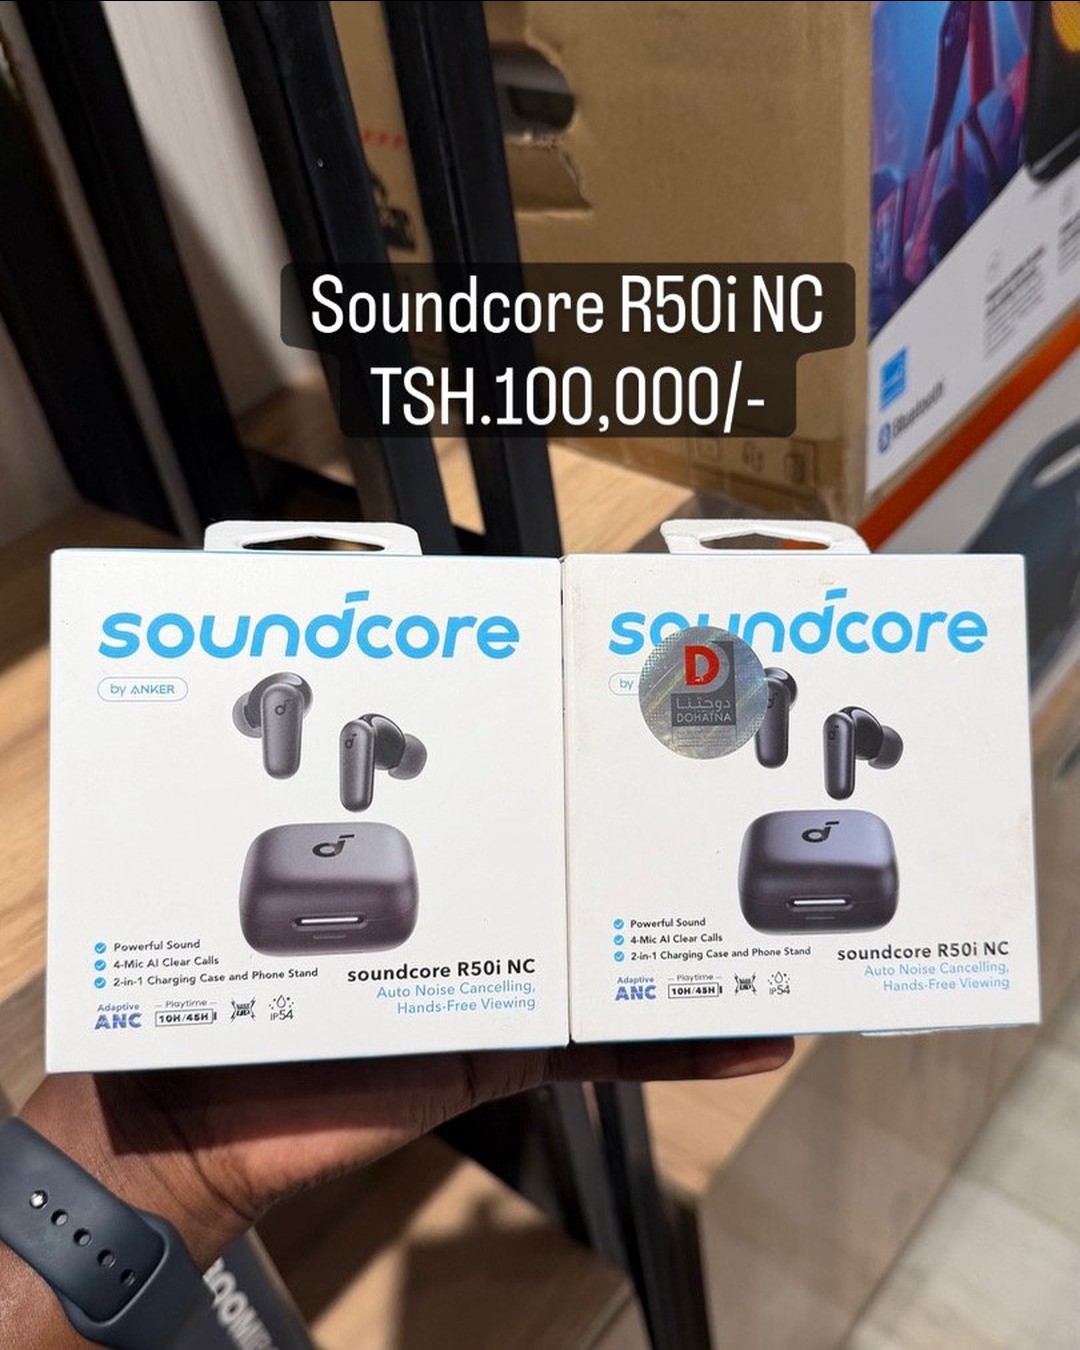 Soundcore R50i NC
TSH.100,000/-
Bluetooth
soundcore
by ANKER
Powerful Sound
4-Mic AI Clear Calls
2-in-1 Charging Case and Phone Stand
soundcore R50i NC
Auto Noise Cancelling,
Hands-Free Viewing
Adaptive
ANC
Playtime
10H/45H
IP54
soundcore
by
D
دوحتنا
DOHATNA
Powerful Sound
4-Mic AI Clear Calls
2-in-1 Charging Case and Phone Stand
soundcore R50i NC
Auto Noise Cancelling,
Hands-Free Viewing
Adaptive
ANC
Playtime
10H/45H
IP54